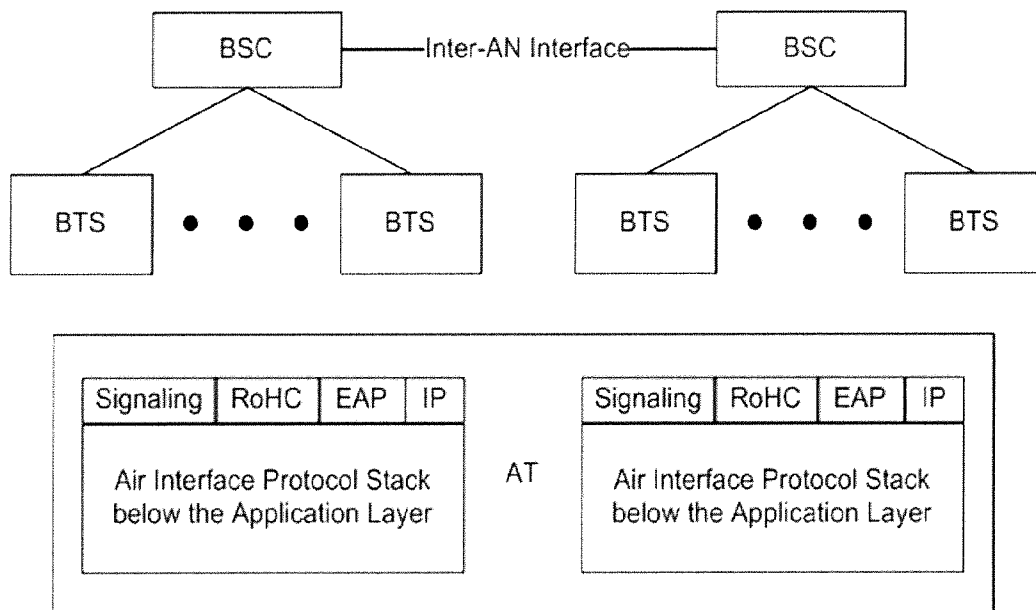 BSC
Inter-AN Interface
BSC
BTS
BTS
BTS
BTS
Signaling
RoHC
EAP
IP
Air Interface Protocol Stack
below the Application Layer
AT
Signaling
RoHC
EAP
IP
Air Interface Protocol Stack
below the Application Layer